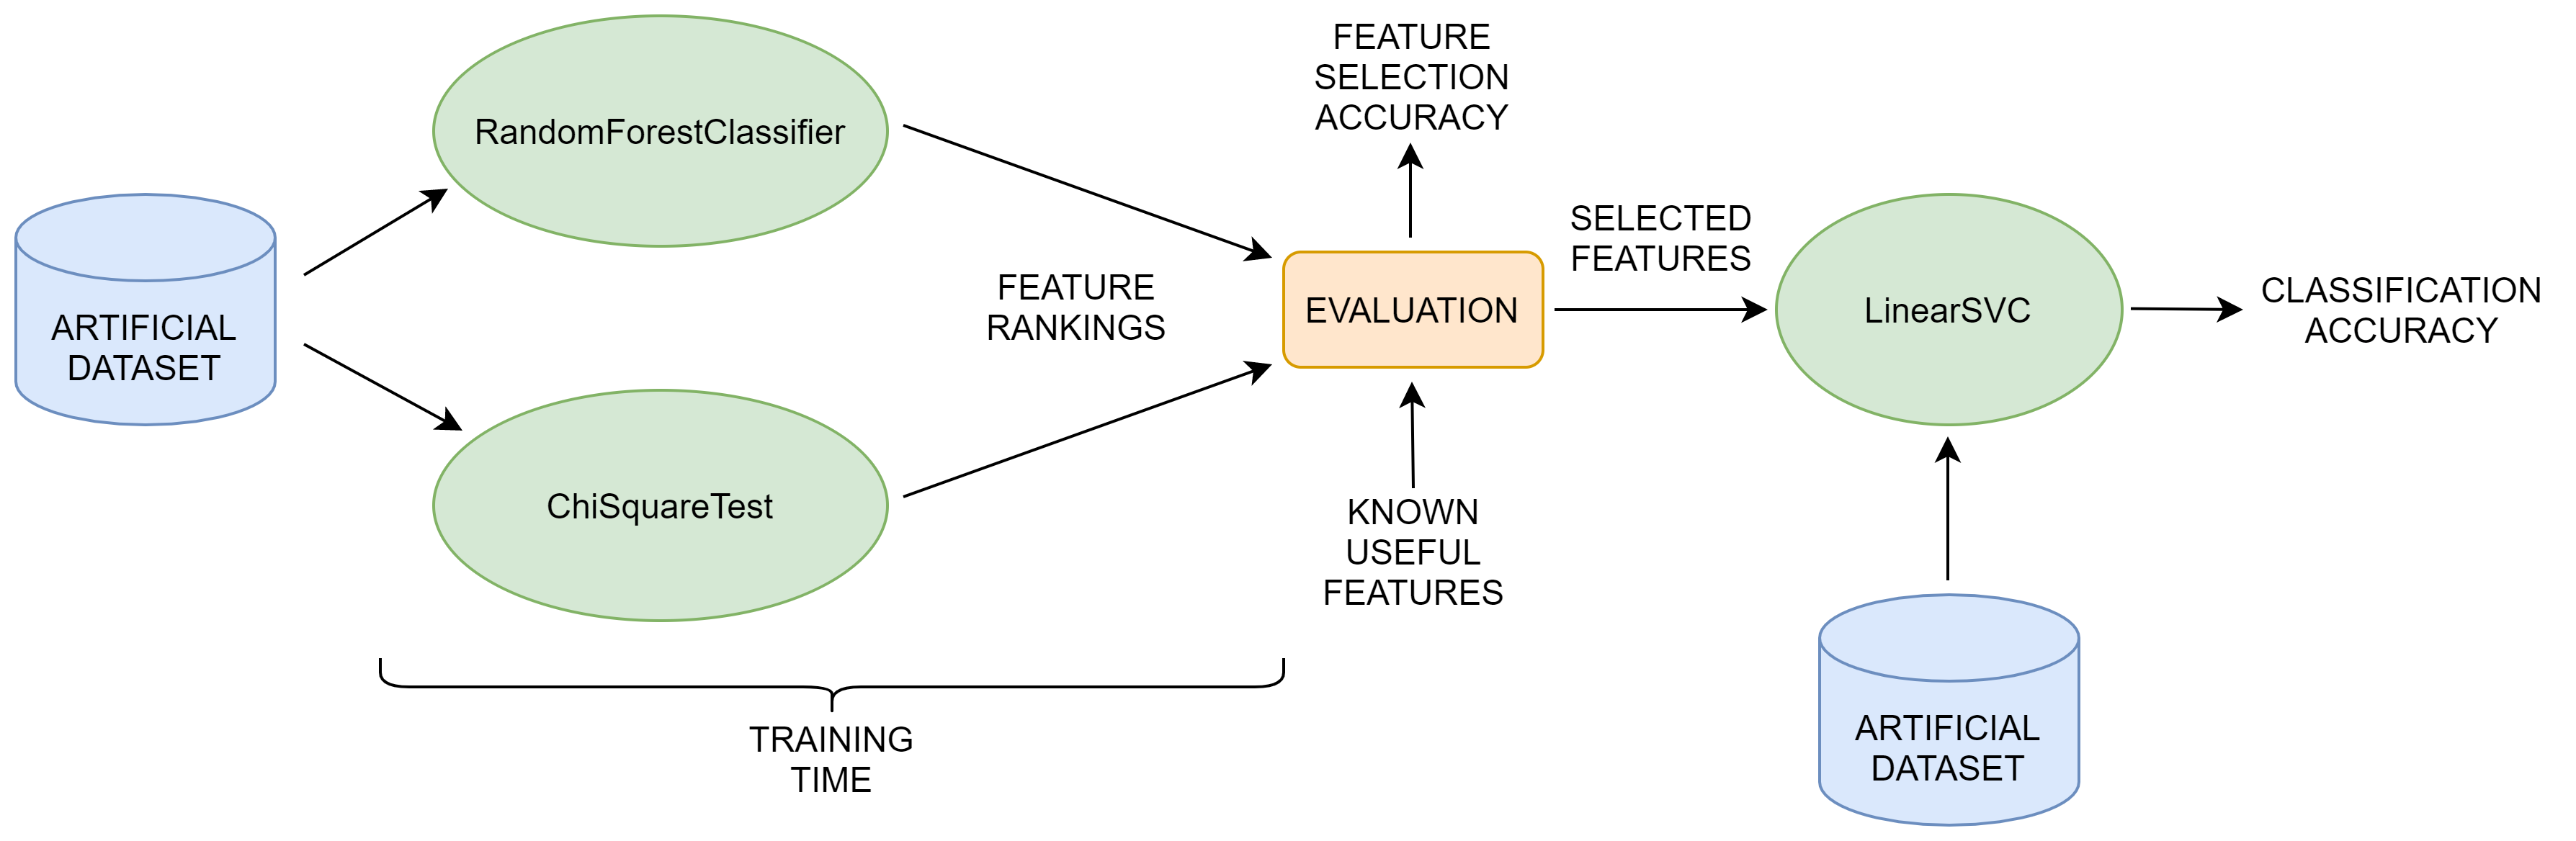 ARTIFICIAL
DATASET
RandomForestClassifier
ChiSquareTest
FEATURE
RANKINGS
TRAINING
TIME
FEATURE
SELECTION
ACCURACY
EVALUATION
KNOWN
USEFUL
FEATURES
SELECTED
FEATURES
LinearSVC
ARTIFICIAL
DATASET
CLASSIFICATION
ACCURACY